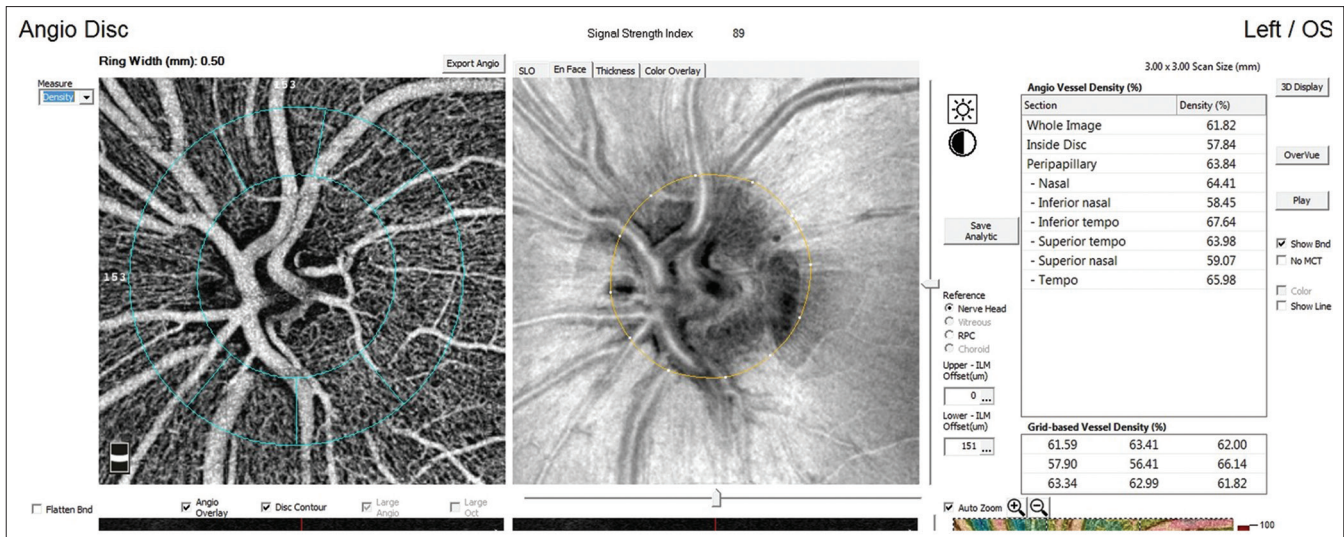 Angio Disc
Signal Strength Index 89
Left / OS
Ring Width (mm): 0.50
Export Angio
Measure
Density
153
153
SLO En Face Thickness Color Overlay
3.00 x 3.00 Scan Size (mm)
Angio Vessel Density (%)
Section Density (%)
Whole Image 61.82
Inside Disc 57.84
Peripapillary 63.84
- Nasal 64.41
- Inferior nasal 58.45
- Inferior tempo 67.64
- Superior tempo 63.98
- Superior nasal 59.07
- Tempo 65.98
Save
Analytic
Reference
Nerve Head
Vitreous
RPC
Choroid
Upper - ILM
Offset(um)
0 ...
Lower - ILM
Offset(um)
151 ...
Grid-based Vessel Density (%)
61.59 63.41 62.00
57.90 56.41 66.14
63.34 62.99 61.82
3D Display
OverVue
Play
Show Bnd
No MCT
Color
Show Line
Flatten Bnd
Angio
Overlay
Disc Contour
Large
Angio
Large
Oct
Auto Zoom
100